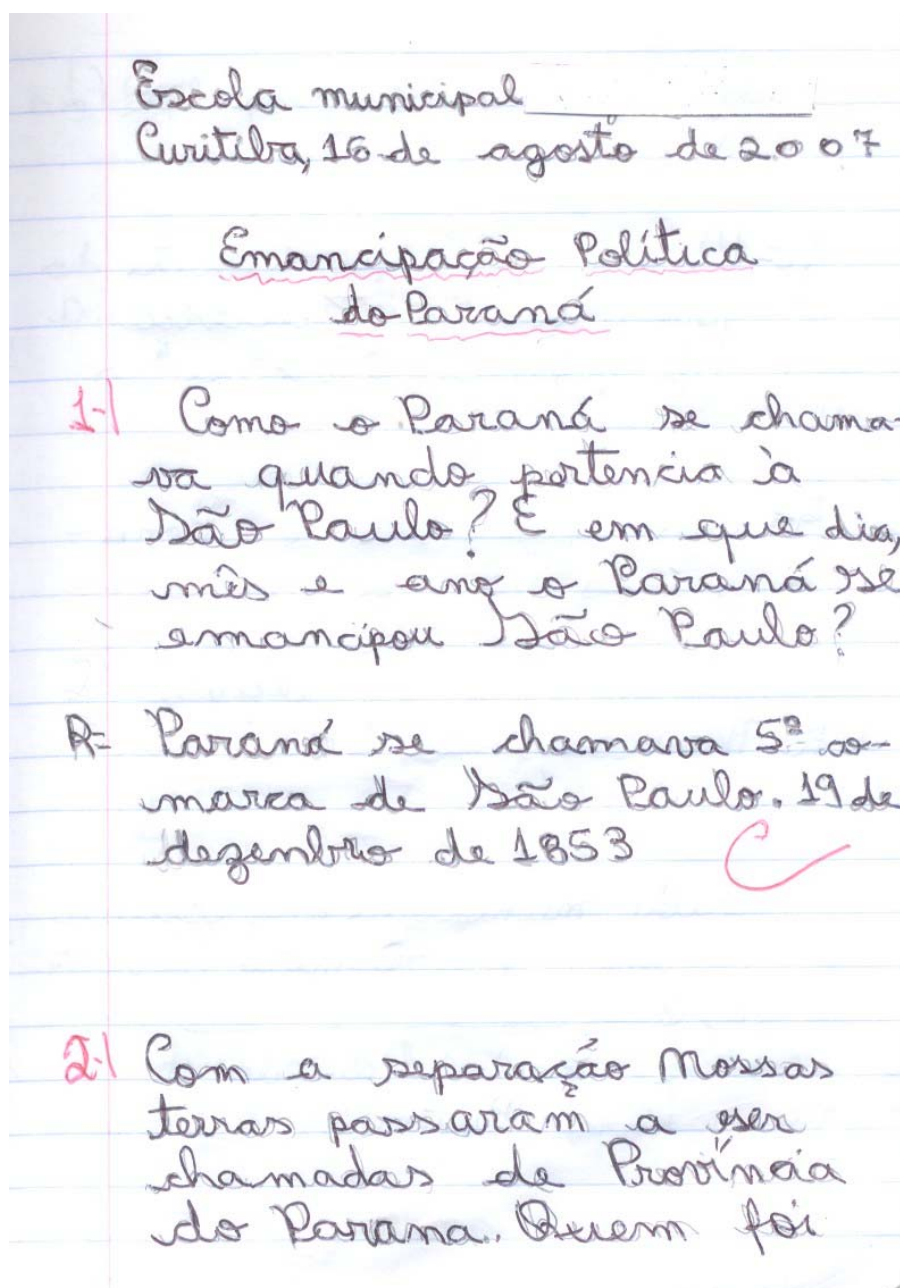 Escola municipal
Curitiba, 16 de agosto de 2007
Emancipação Política
do Paraná
1- Como o Paraná se chama-
va quando pertencia à
São Paulo? E em que dia,
mês e ano o Paraná se
emancipou São Paulo?
R= Paraná se chamava 5ª co-
marca de São Paulo. 19 de
dezembro de 1853 C
2- Com a separação Nossas
terras passaram a ser
chamadas de Província
do Parana. Quem foi